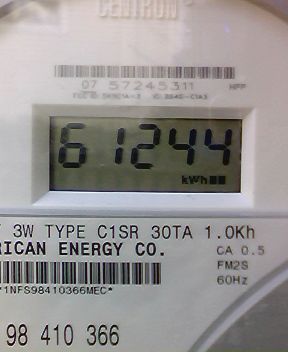 CENTRON
07 57245311 HPP
61244
kWh
3W TYPE C1SR 30TA 1.0Kh
RICAN ENERGY CO. CA 0.5
FM2S
*1NFS98410366MEC* 60Hz
98 410 366